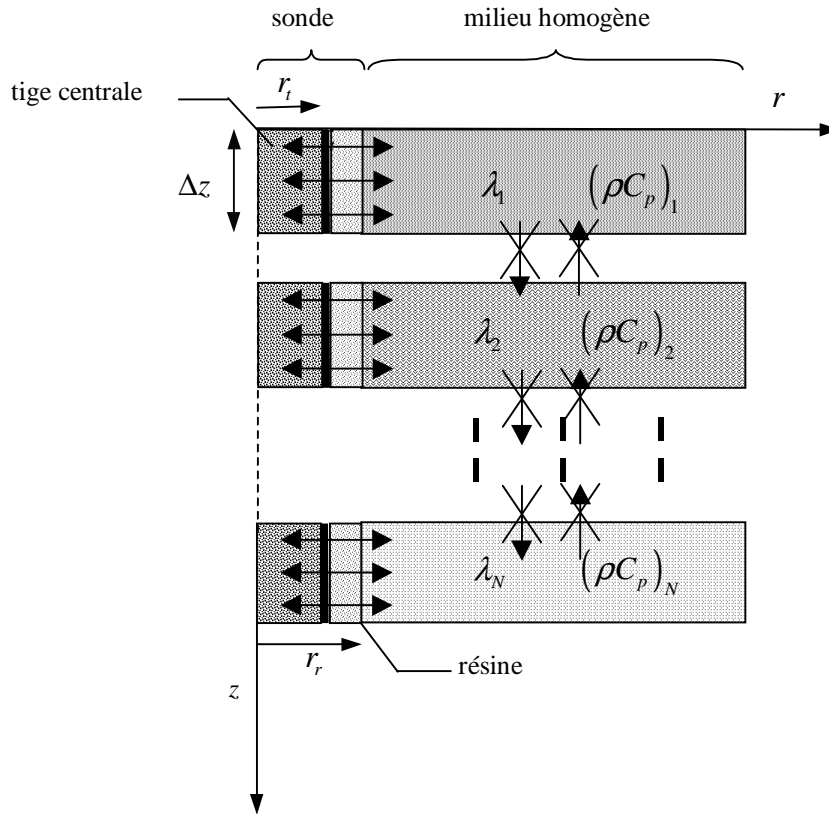 sonde
milieu homogène
tige centrale
r_t
r
Δz
λ_1
(ρC_p)_1
λ_2
(ρC_p)_2
λ_N
(ρC_p)_N
r_r
résine
z